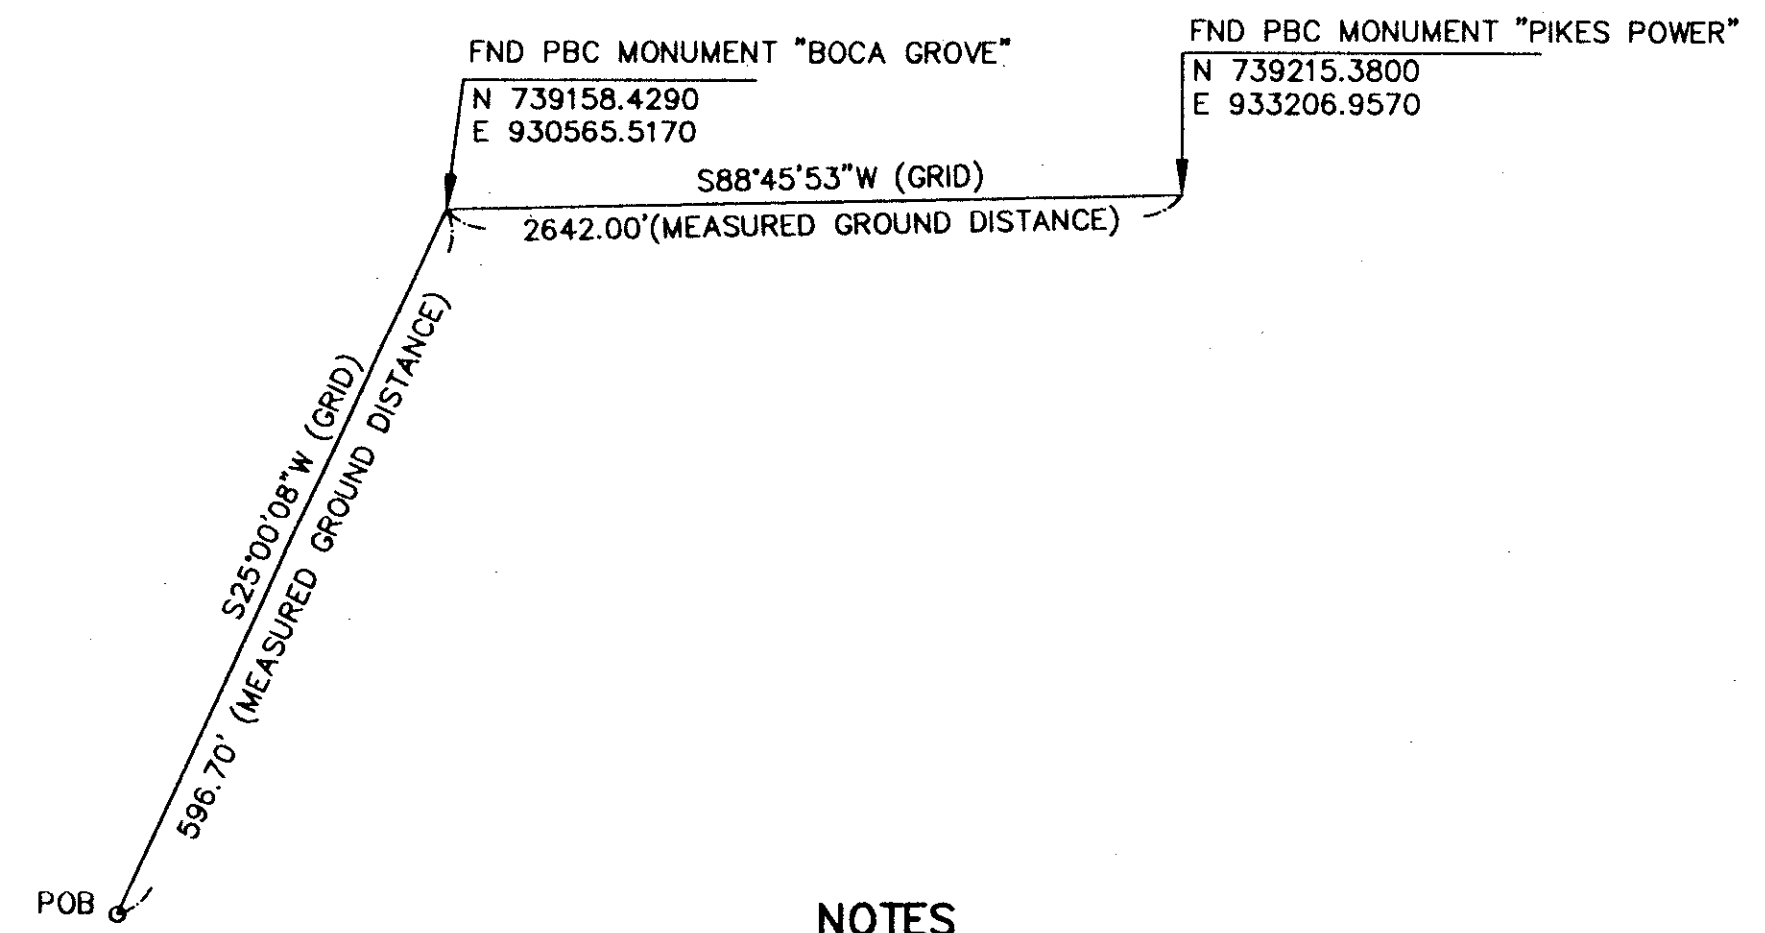 FND PBC MONUMENT "BOCA GROVE"
N 739158.4290
E 930565.5170
FND PBC MONUMENT "PIKES POWER"
N 739215.3800
E 933206.9570
S88°45'53"W (GRID)
2642.00'(MEASURED GROUND DISTANCE)
S25°00'08"W (GRID)
596.70' (MEASURED GROUND DISTANCE)
POB
NOTES